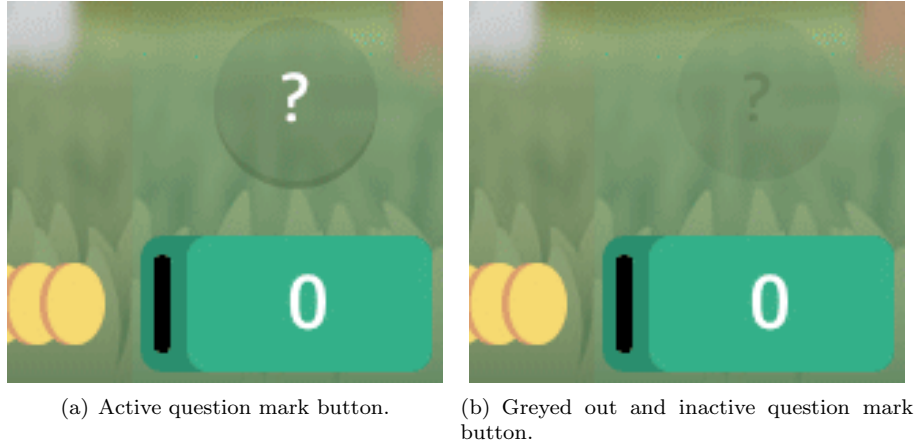 ? ?
0 0
(a) Active question mark button.
(b) Greyed out and inactive question mark
button.